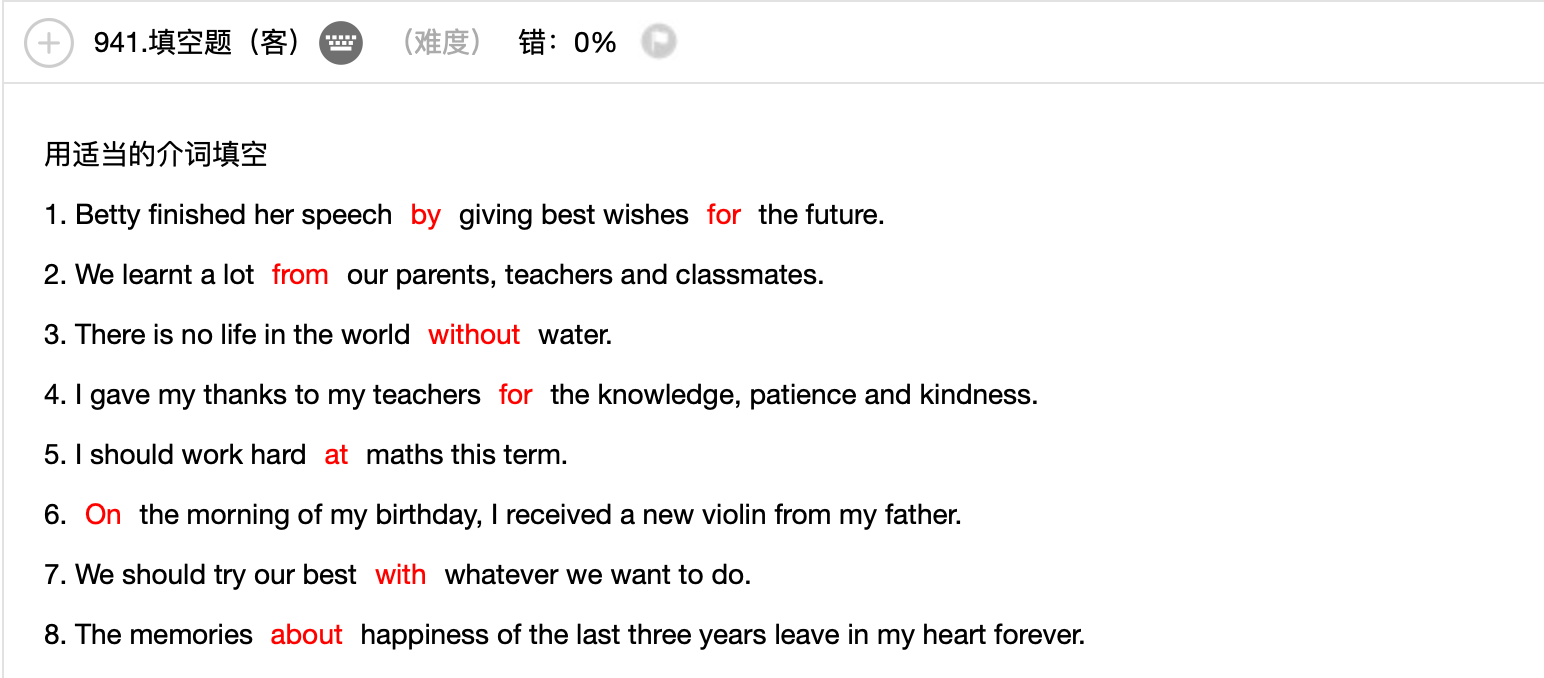 941.填空题（客） （难度） 错：0%
用适当的介词填空
1. Betty finished her speech by giving best wishes for the future.
2. We learnt a lot from our parents, teachers and classmates.
3. There is no life in the world without water.
4. I gave my thanks to my teachers for the knowledge, patience and kindness.
5. I should work hard at maths this term.
6. On the morning of my birthday, I received a new violin from my father.
7. We should try our best with whatever we want to do.
8. The memories about happiness of the last three years leave in my heart forever.